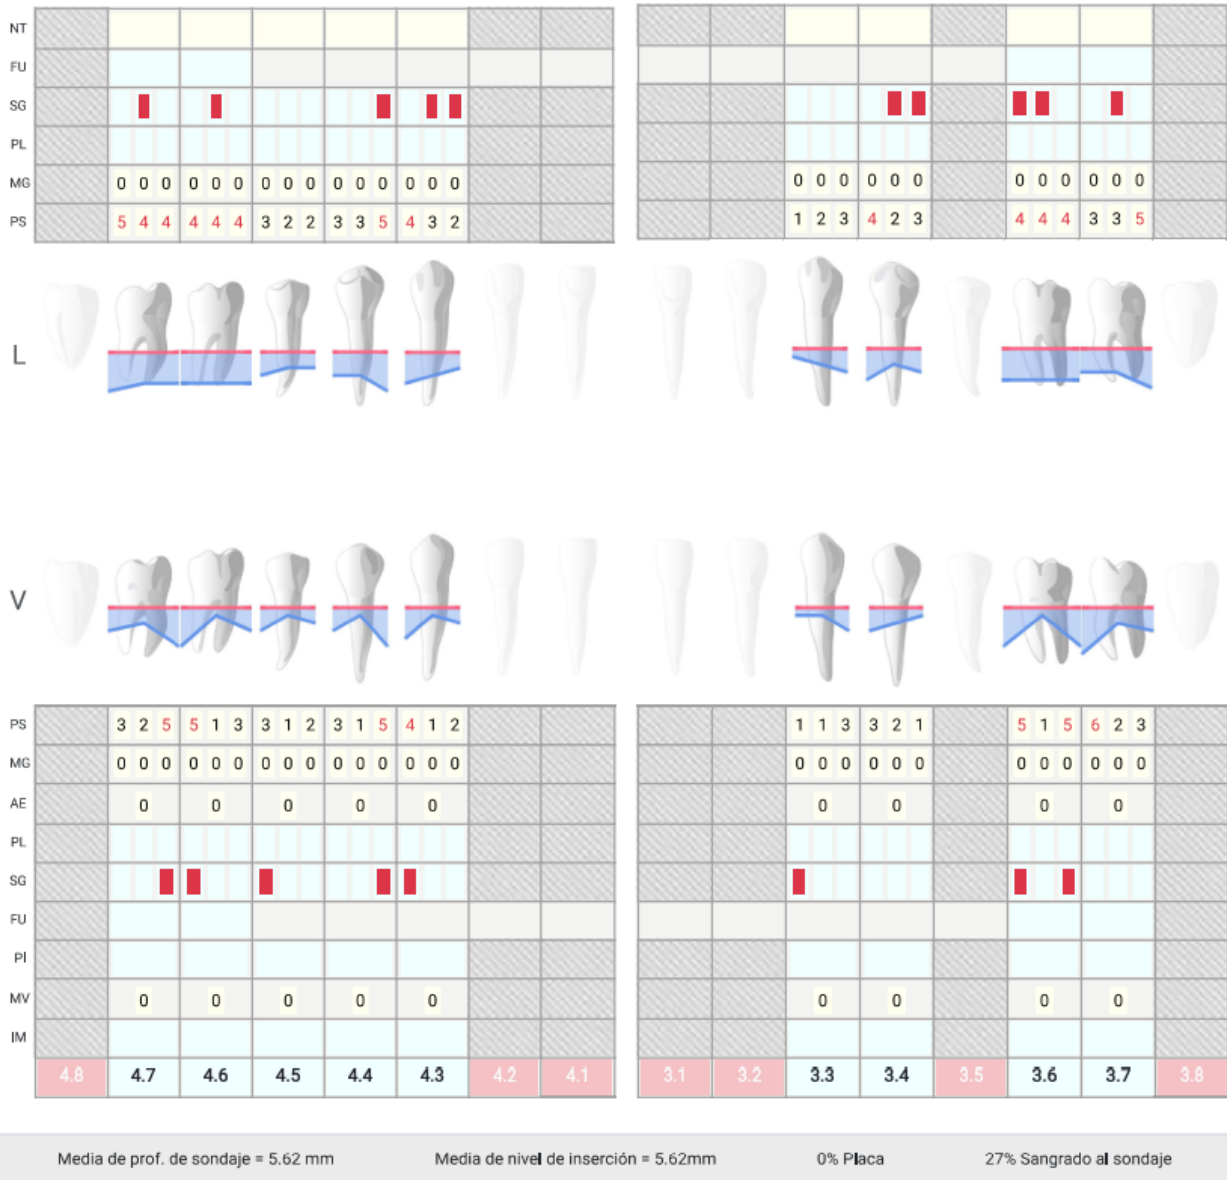 NT
FU
SG
PL
MG 0 0 0 0 0 0 0 0 0 0 0 0 0 0 0 0 0 0 0 0 0 0 0 0 0 0 0
PS 5 4 4 4 4 4 3 2 2 3 3 5 4 3 2 1 2 3 4 2 3 4 4 4 3 3 5
L
V
PS 3 2 5 5 1 3 3 1 2 3 1 5 4 1 2 1 1 3 3 2 1 5 1 5 6 2 3
MG 0 0 0 0 0 0 0 0 0 0 0 0 0 0 0 0 0 0 0 0 0 0 0 0 0 0 0
AE 0 0 0 0 0 0 0 0 0
PL
SG
FU
PI
MV 0 0 0 0 0 0 0 0 0
IM
4.8 4.7 4.6 4.5 4.4 4.3 4.2 4.1 3.1 3.2 3.3 3.4 3.5 3.6 3.7 3.8
Media de prof. de sondaje = 5.62 mm Media de nivel de inserción = 5.62mm 0% Placa 27% Sangrado al sondaje